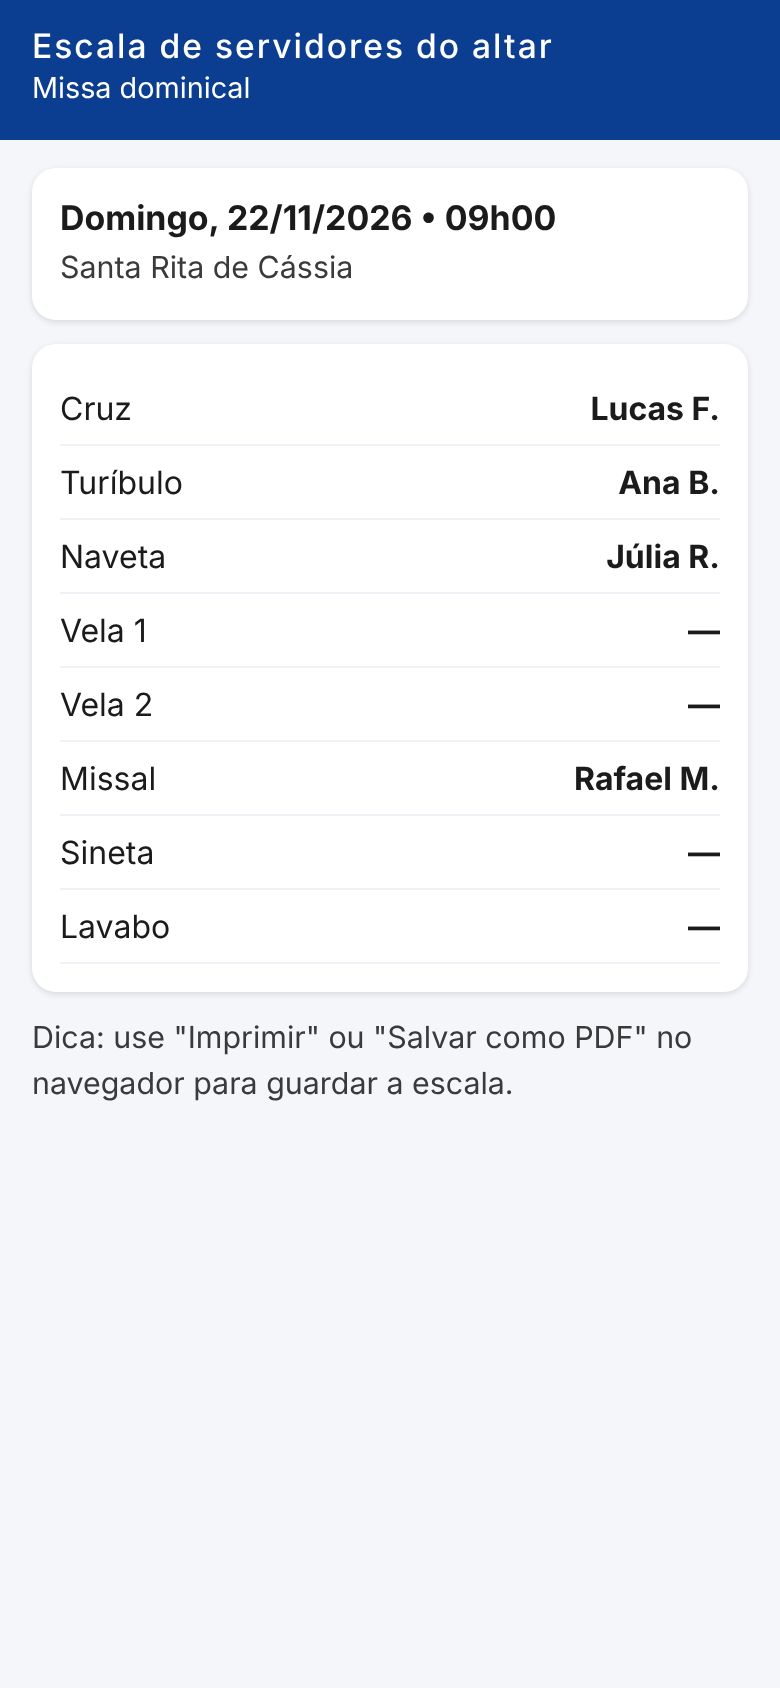 Escala de servidores do altar
Missa dominical
Domingo, 22/11/2026 • 09h00
Santa Rita de Cássia
Cruz Lucas F.
Turíbulo Ana B.
Naveta Júlia R.
Vela 1 —
Vela 2 —
Missal Rafael M.
Sineta —
Lavabo —
Dica: use "Imprimir" ou "Salvar como PDF" no
navegador para guardar a escala.